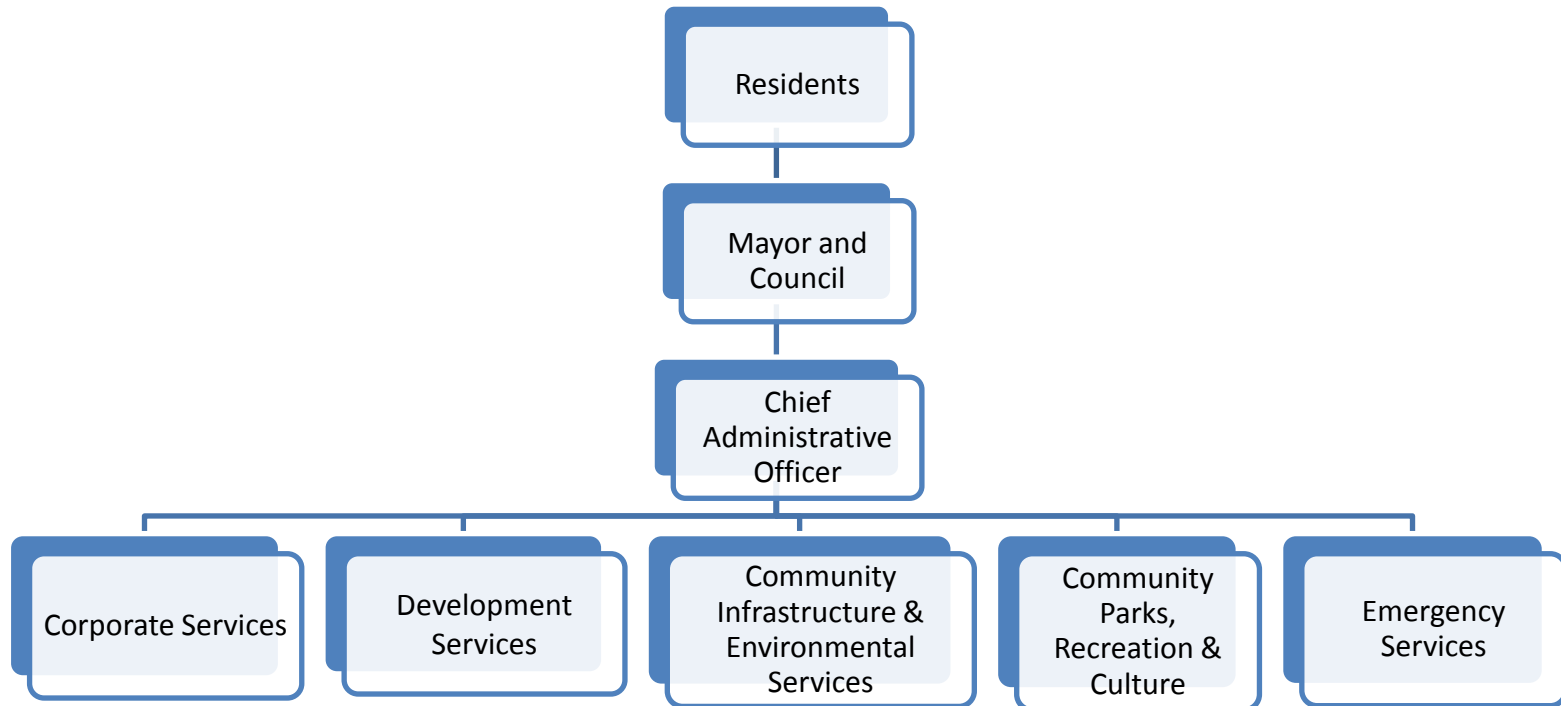 Residents
Mayor and
Council
Chief
Administrative
Officer
Corporate Services
Development
Services
Community
Infrastructure &
Environmental
Services
Community
Parks,
Recreation &
Culture
Emergency
Services